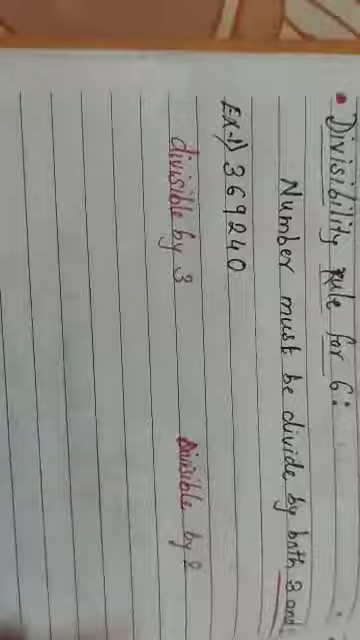 • Divisibility rule for 6:
Number must be divide by both 3 and
Ex-1) 369240
divisible by 3 Divisible by 2